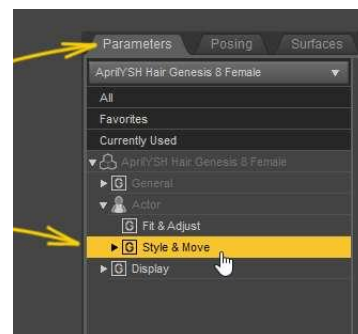 Parameters Posing Surfaces
AprilYSH Hair Genesis 8 Female
All
Favorites
Currently Used
AprilYSH Hair Genesis 8 Female
G General
Actor
G Fit & Adjust
G Style & Move
G Display